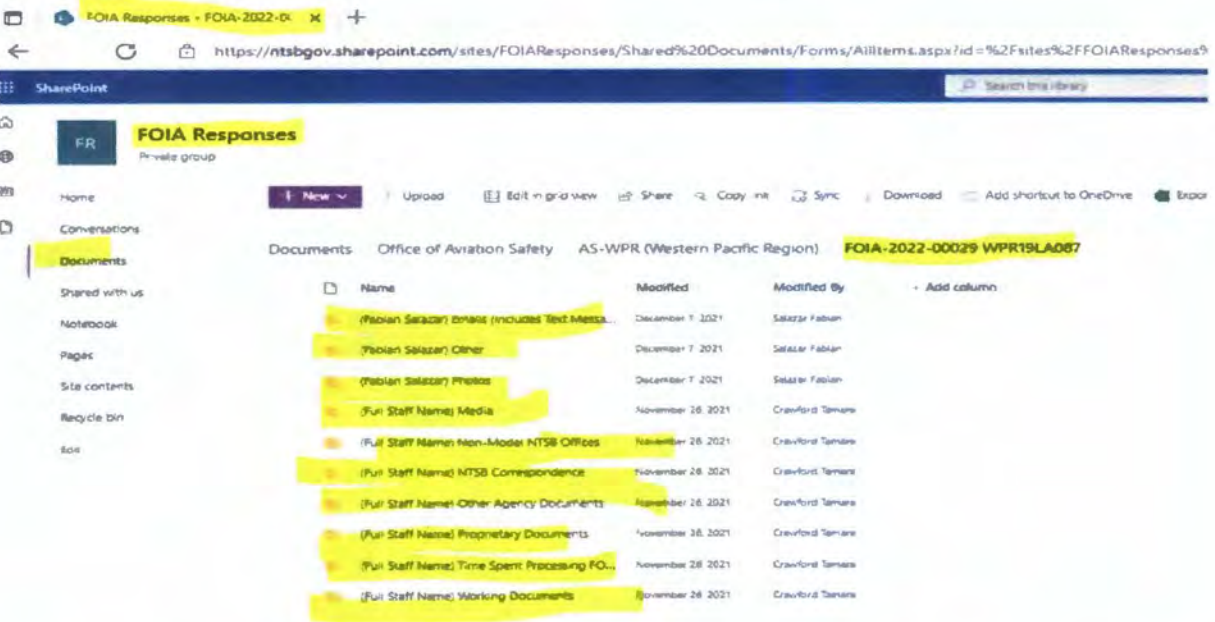 FOIA Responses - FOIA-2022-0
https://ntsbgov.sharepoint.com/sites/FOIAResponses/Shared%20Documents/Forms/AllItems.aspx?id=%2Fsites%2FFOIAResponses%
SharePoint
Search this library
FR
FOIA Responses
Private group
Home
Conversations
Documents
Shared with us
Notebook
Pages
Site contents
Recycle bin
Edit
New
Upload
Edit in grid view
Share
Copy link
Sync
Download
Add shortcut to OneDrive
Expor
Documents Office of Aviation Safety AS-WPR (Western Pacific Region) FOIA-2022-00029 WPR19LA087
Name Modified Modified By + Add column
(Fabian Salazar) Emails (Includes Text Messa... December 7, 2021 Salazar Fabian
(Fabian Salazar) Other December 7, 2021 Salazar Fabian
(Fabian Salazar) Photos December 7, 2021 Salazar Fabian
(Full Staff Name) Media November 26, 2021 Crawford Tamara
(Full Staff Name) Non-Model NTSB Offices November 26, 2021 Crawford Tamara
(Full Staff Name) NTSB Correspondence November 26, 2021 Crawford Tamara
(Full Staff Name) Other Agency Documents November 26, 2021 Crawford Tamara
(Full Staff Name) Proprietary Documents November 26, 2021 Crawford Tamara
(Full Staff Name) Time Spent Processing FO... November 26, 2021 Crawford Tamara
(Full Staff Name) Working Documents November 26, 2021 Crawford Tamara